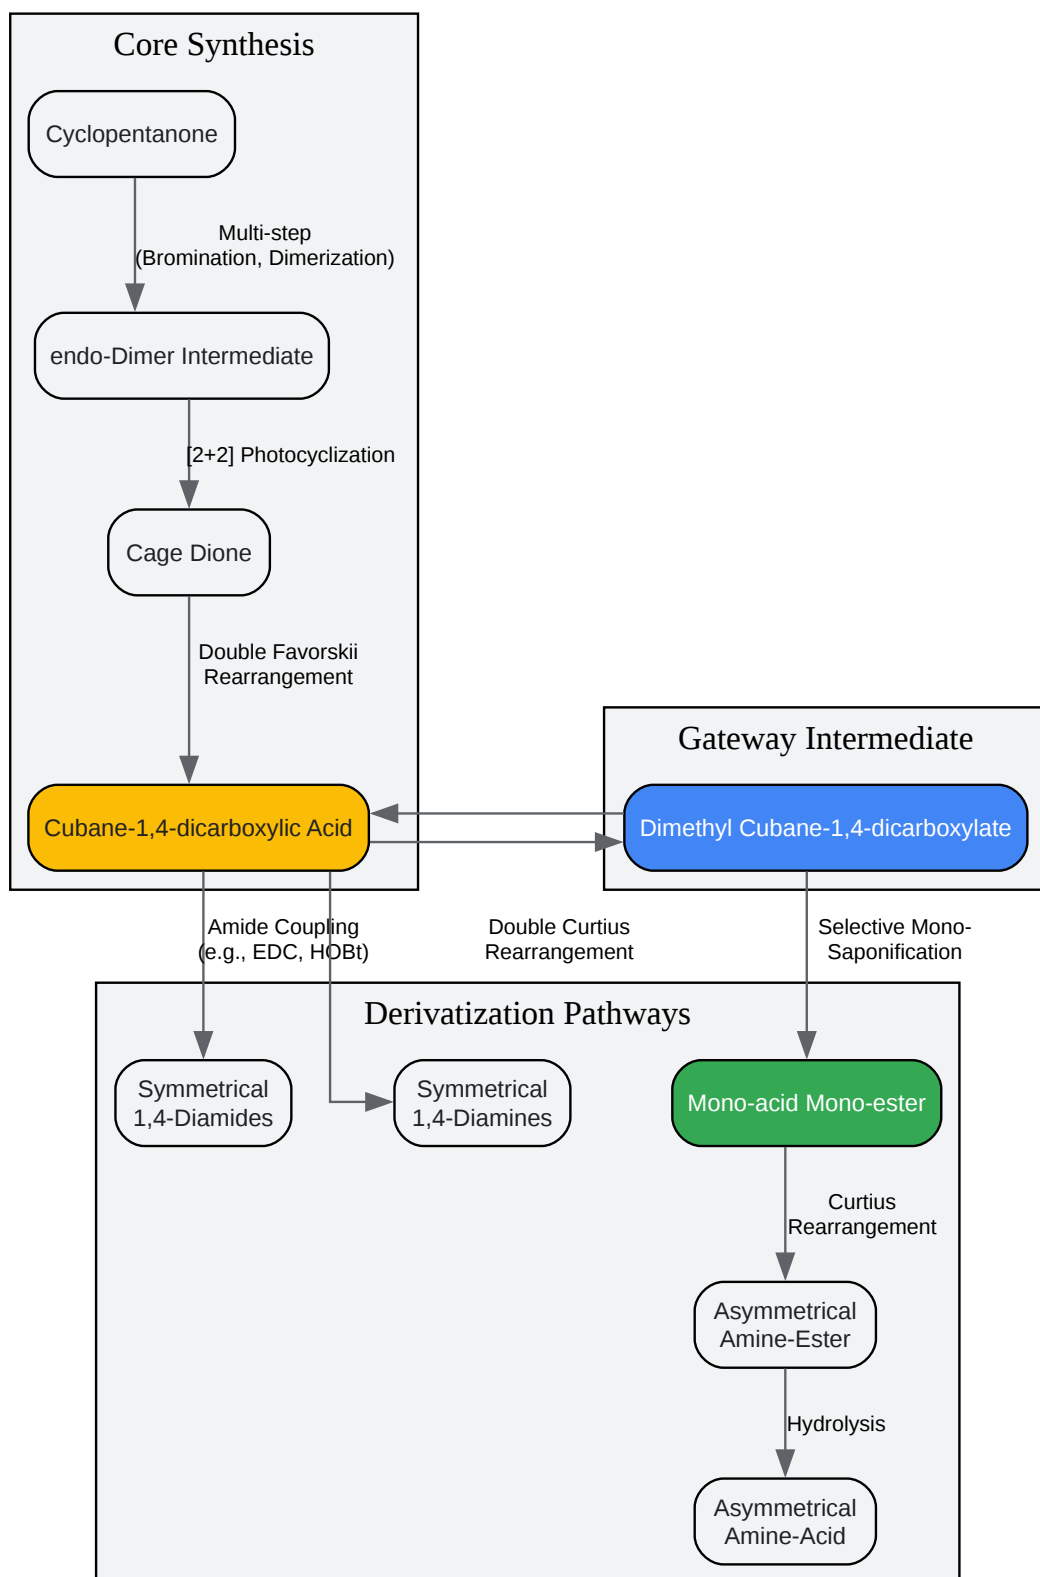 Core Synthesis
Cyclopentanone
Multi-step
(Bromination, Dimerization)
endo-Dimer Intermediate
[2+2] Photocyclization
Cage Dione
Double Favorskii
Rearrangement
Gateway Intermediate
Cubane-1,4-dicarboxylic Acid
Dimethyl Cubane-1,4-dicarboxylate
Amide Coupling
(e.g., EDC, HOBt)
Double Curtius
Rearrangement
Selective Mono-
Saponification
Derivatization Pathways
Symmetrical
1,4-Diamides
Symmetrical
1,4-Diamines
Mono-acid Mono-ester
Curtius
Rearrangement
Asymmetrical
Amine-Ester
Hydrolysis
Asymmetrical
Amine-Acid